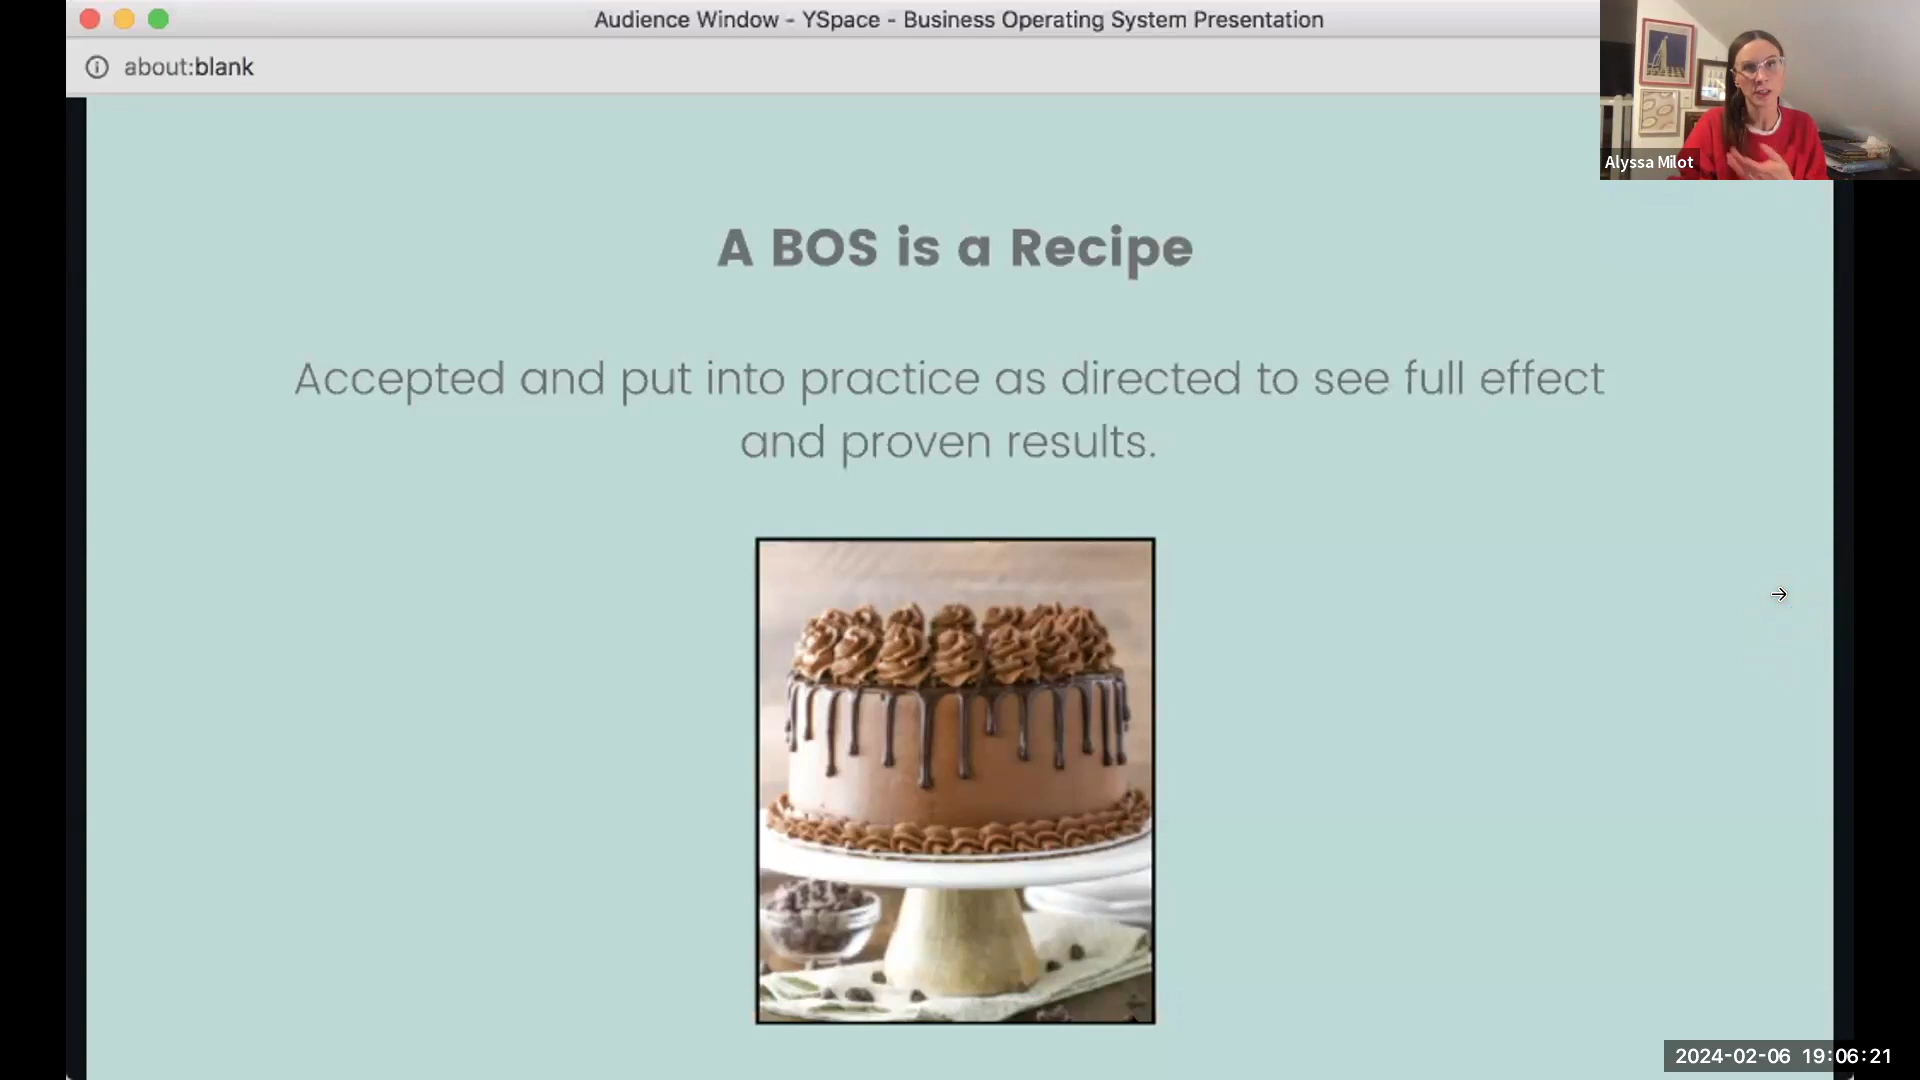 Audience Window - YSpace - Business Operating System Presentation
about:blank
Alyssa Milot
A BOS is a Recipe
Accepted and put into practice as directed to see full effect
and proven results.
2024-02-06 19:06:21